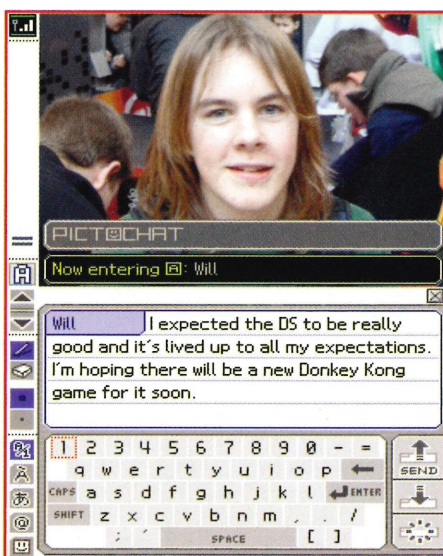 PICTOCHAT
Now entering A: Will
Will
I expected the DS to be really
good and it's lived up to all my expectations.
I'm hoping there will be a new Donkey Kong
game for it soon.
1 2 3 4 5 6 7 8 9 0 - =
q w e r t y u i o p
CAPS a s d f g h j k l ENTER
SHIFT z x c v b n m , . /
; ´ SPACE [ ]
SEND
あ
@